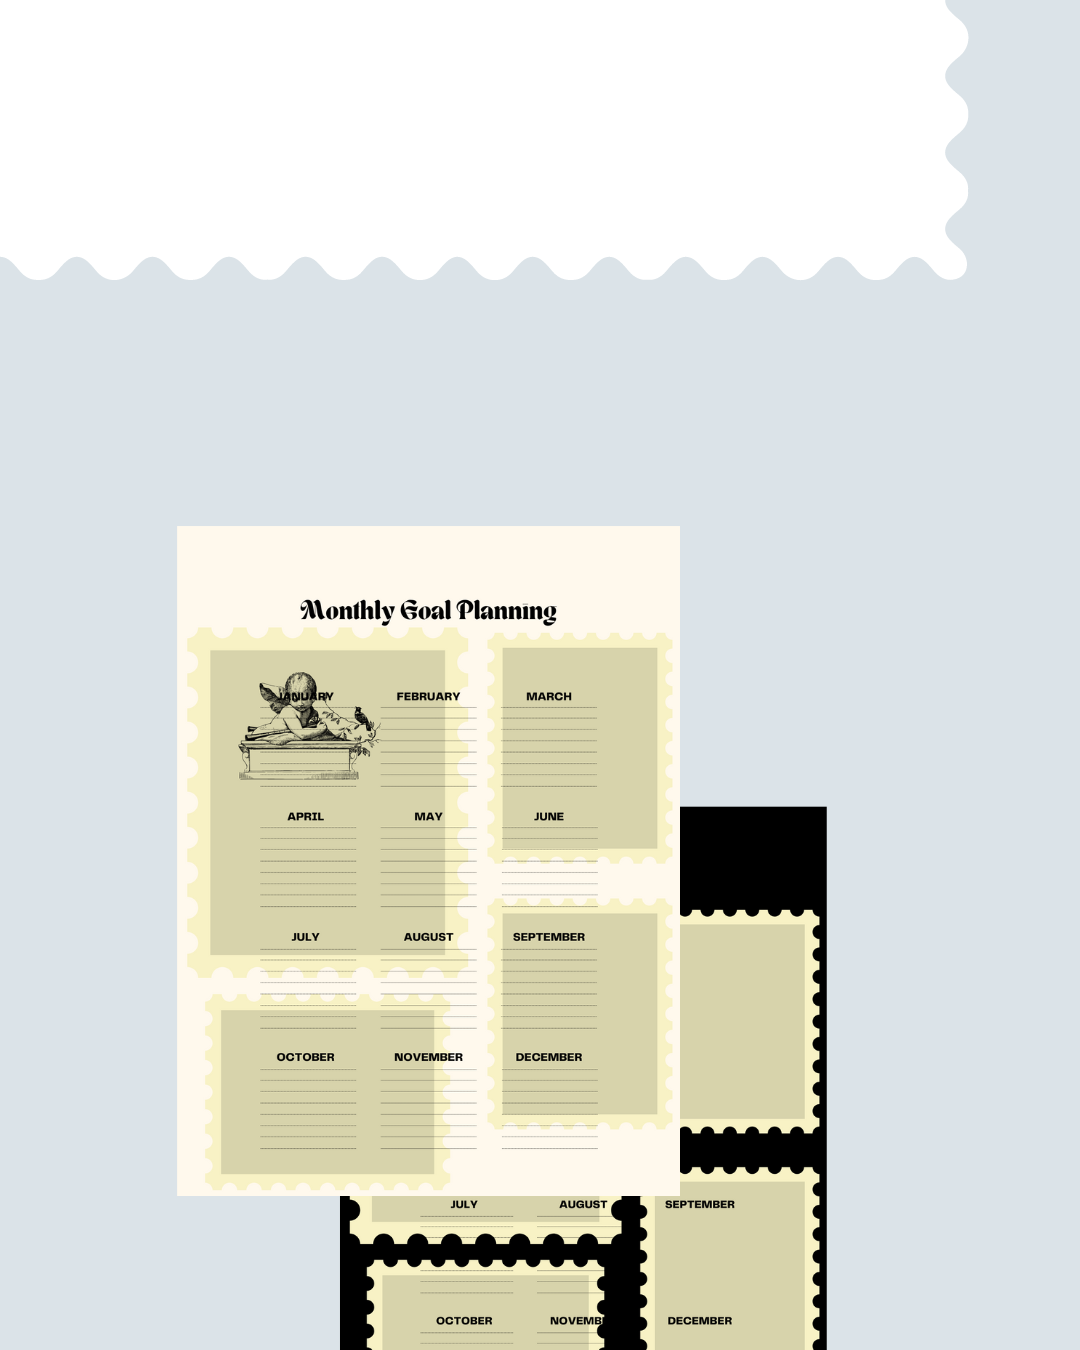 Monthly Goal Planning
JANUARY FEBRUARY MARCH
APRIL MAY JUNE
JULY AUGUST SEPTEMBER
OCTOBER NOVEMBER DECEMBER
JULY AUGUST SEPTEMBER
OCTOBER NOVEMB DECEMBER